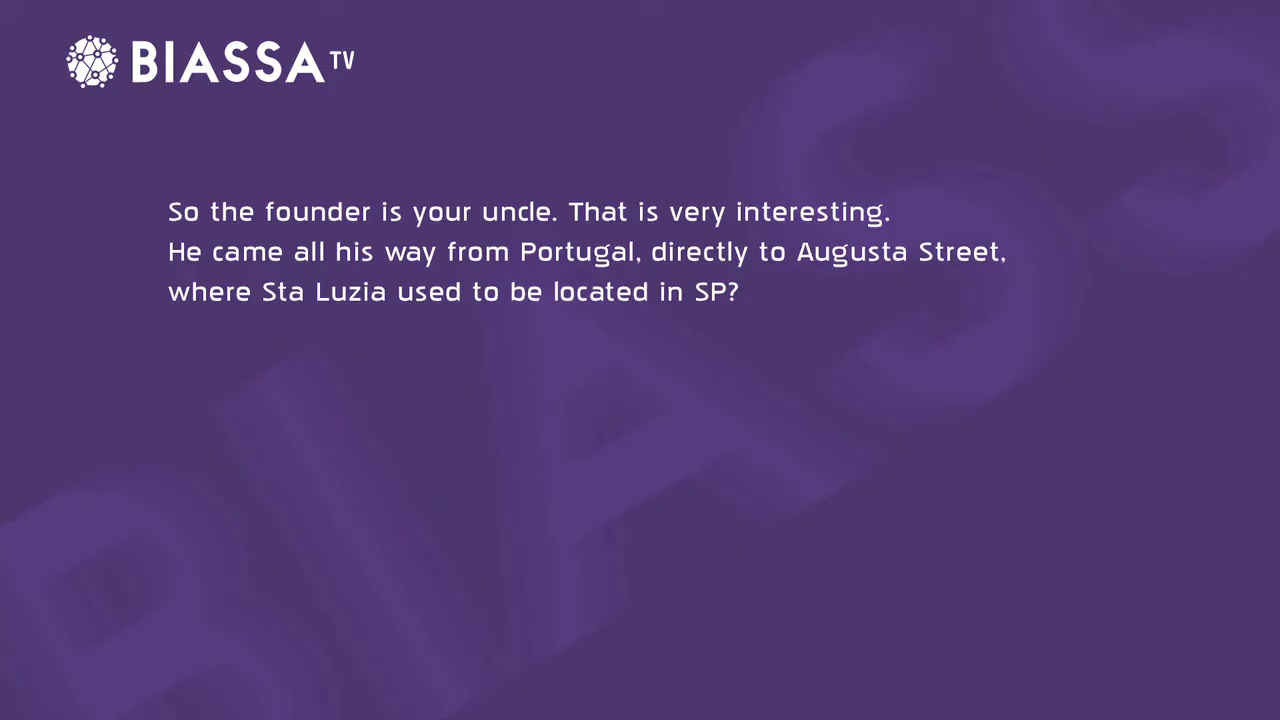 BIASSA TV
So the founder is your uncle. That is very interesting.
He came all his way from Portugal, directly to Augusta Street,
where Sta Luzia used to be located in SP?
BIASS